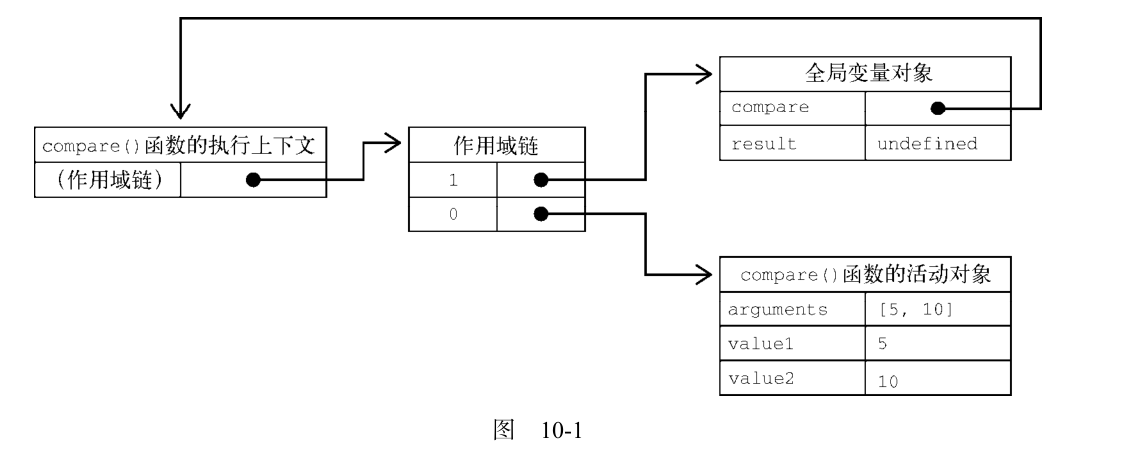 compare()函数的执行上下文
(作用域链)
作用域链
1
0
全局变量对象
compare
result undefined
compare()函数的活动对象
arguments [5, 10]
value1 5
value2 10
图 10-1